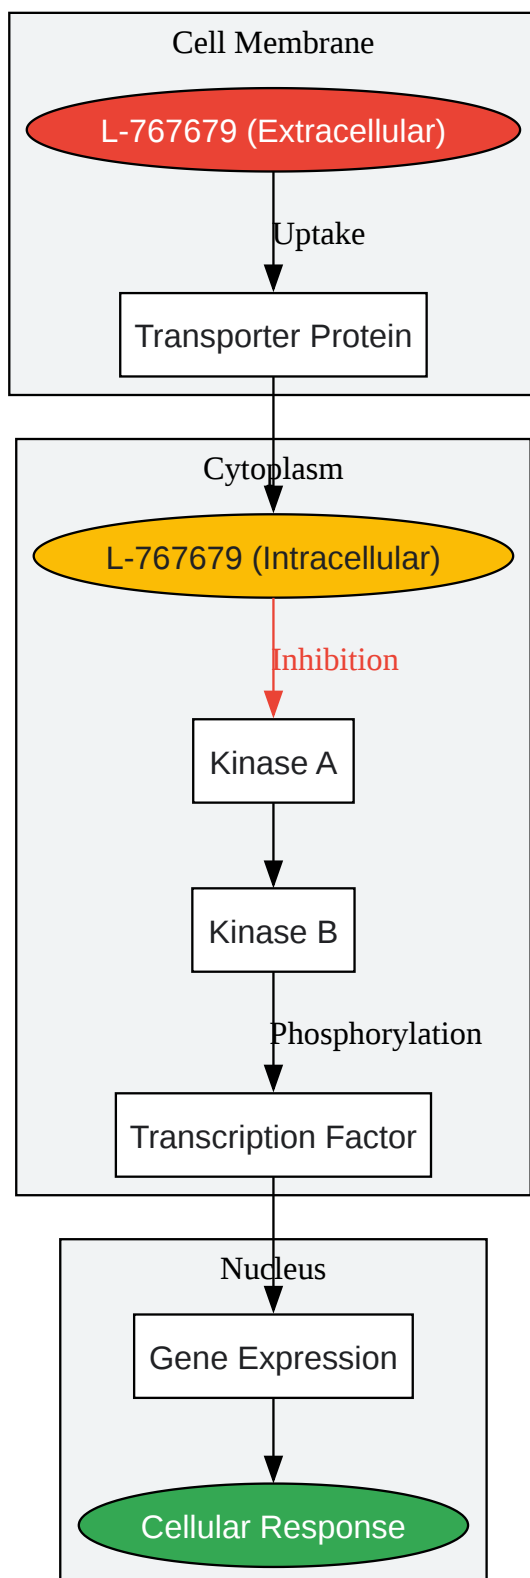 Cell Membrane
L-767679 (Extracellular)
Uptake
Transporter Protein
Cytoplasm
L-767679 (Intracellular)
Inhibition
Kinase A
Kinase B
Phosphorylation
Transcription Factor
Nucleus
Gene Expression
Cellular Response